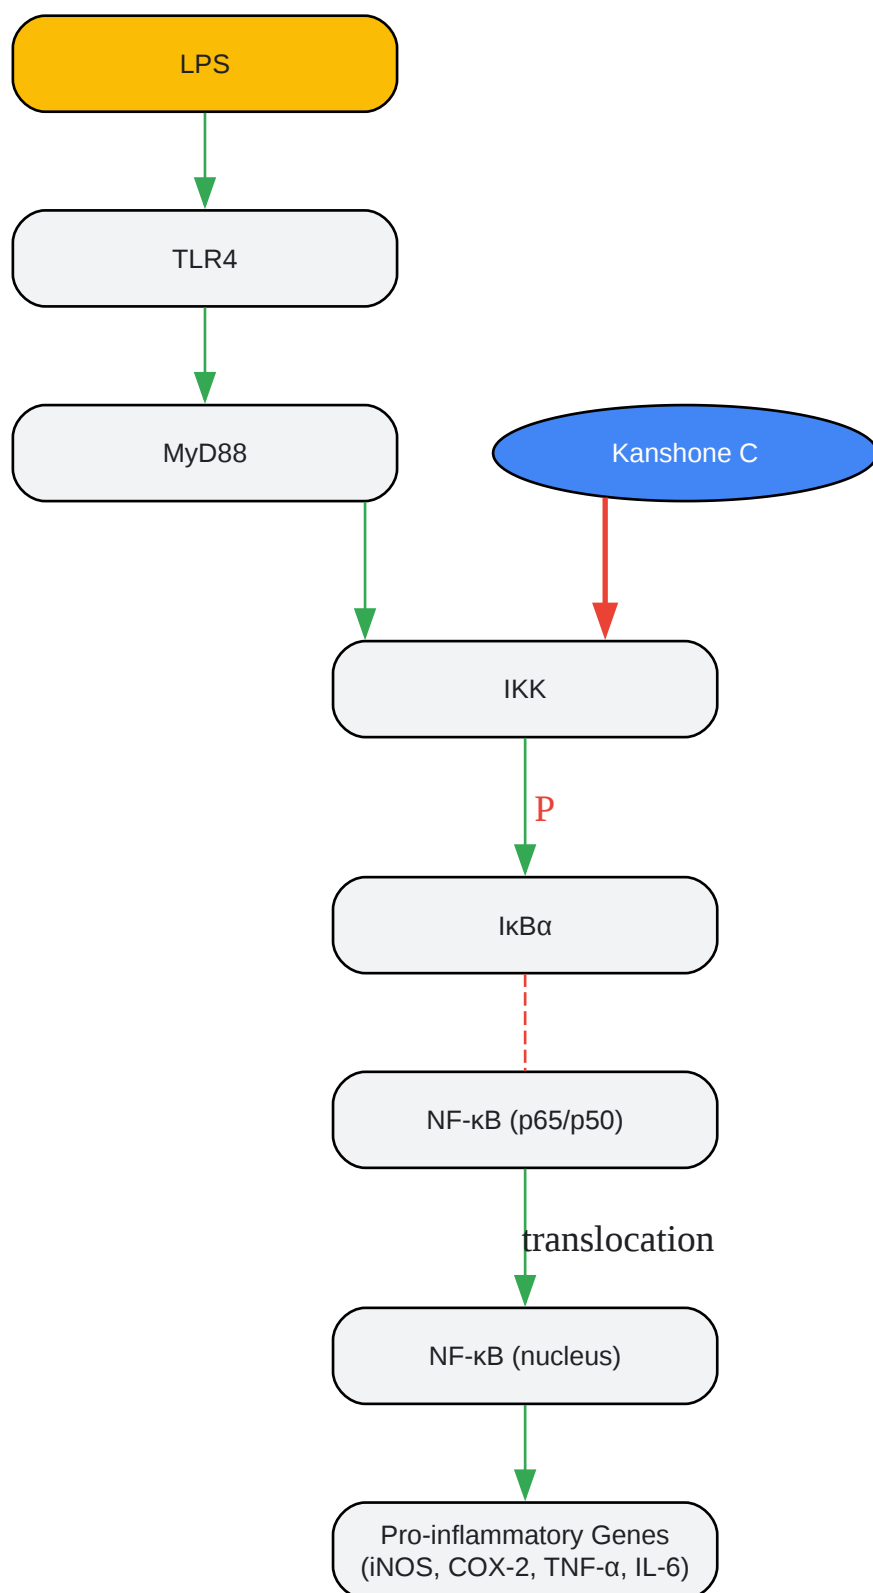 LPS
TLR4
MyD88
Kanshone C
IKK
P
IκBα
NF-κB (p65/p50)
translocation
NF-κB (nucleus)
Pro-inflammatory Genes
(iNOS, COX-2, TNF-α, IL-6)